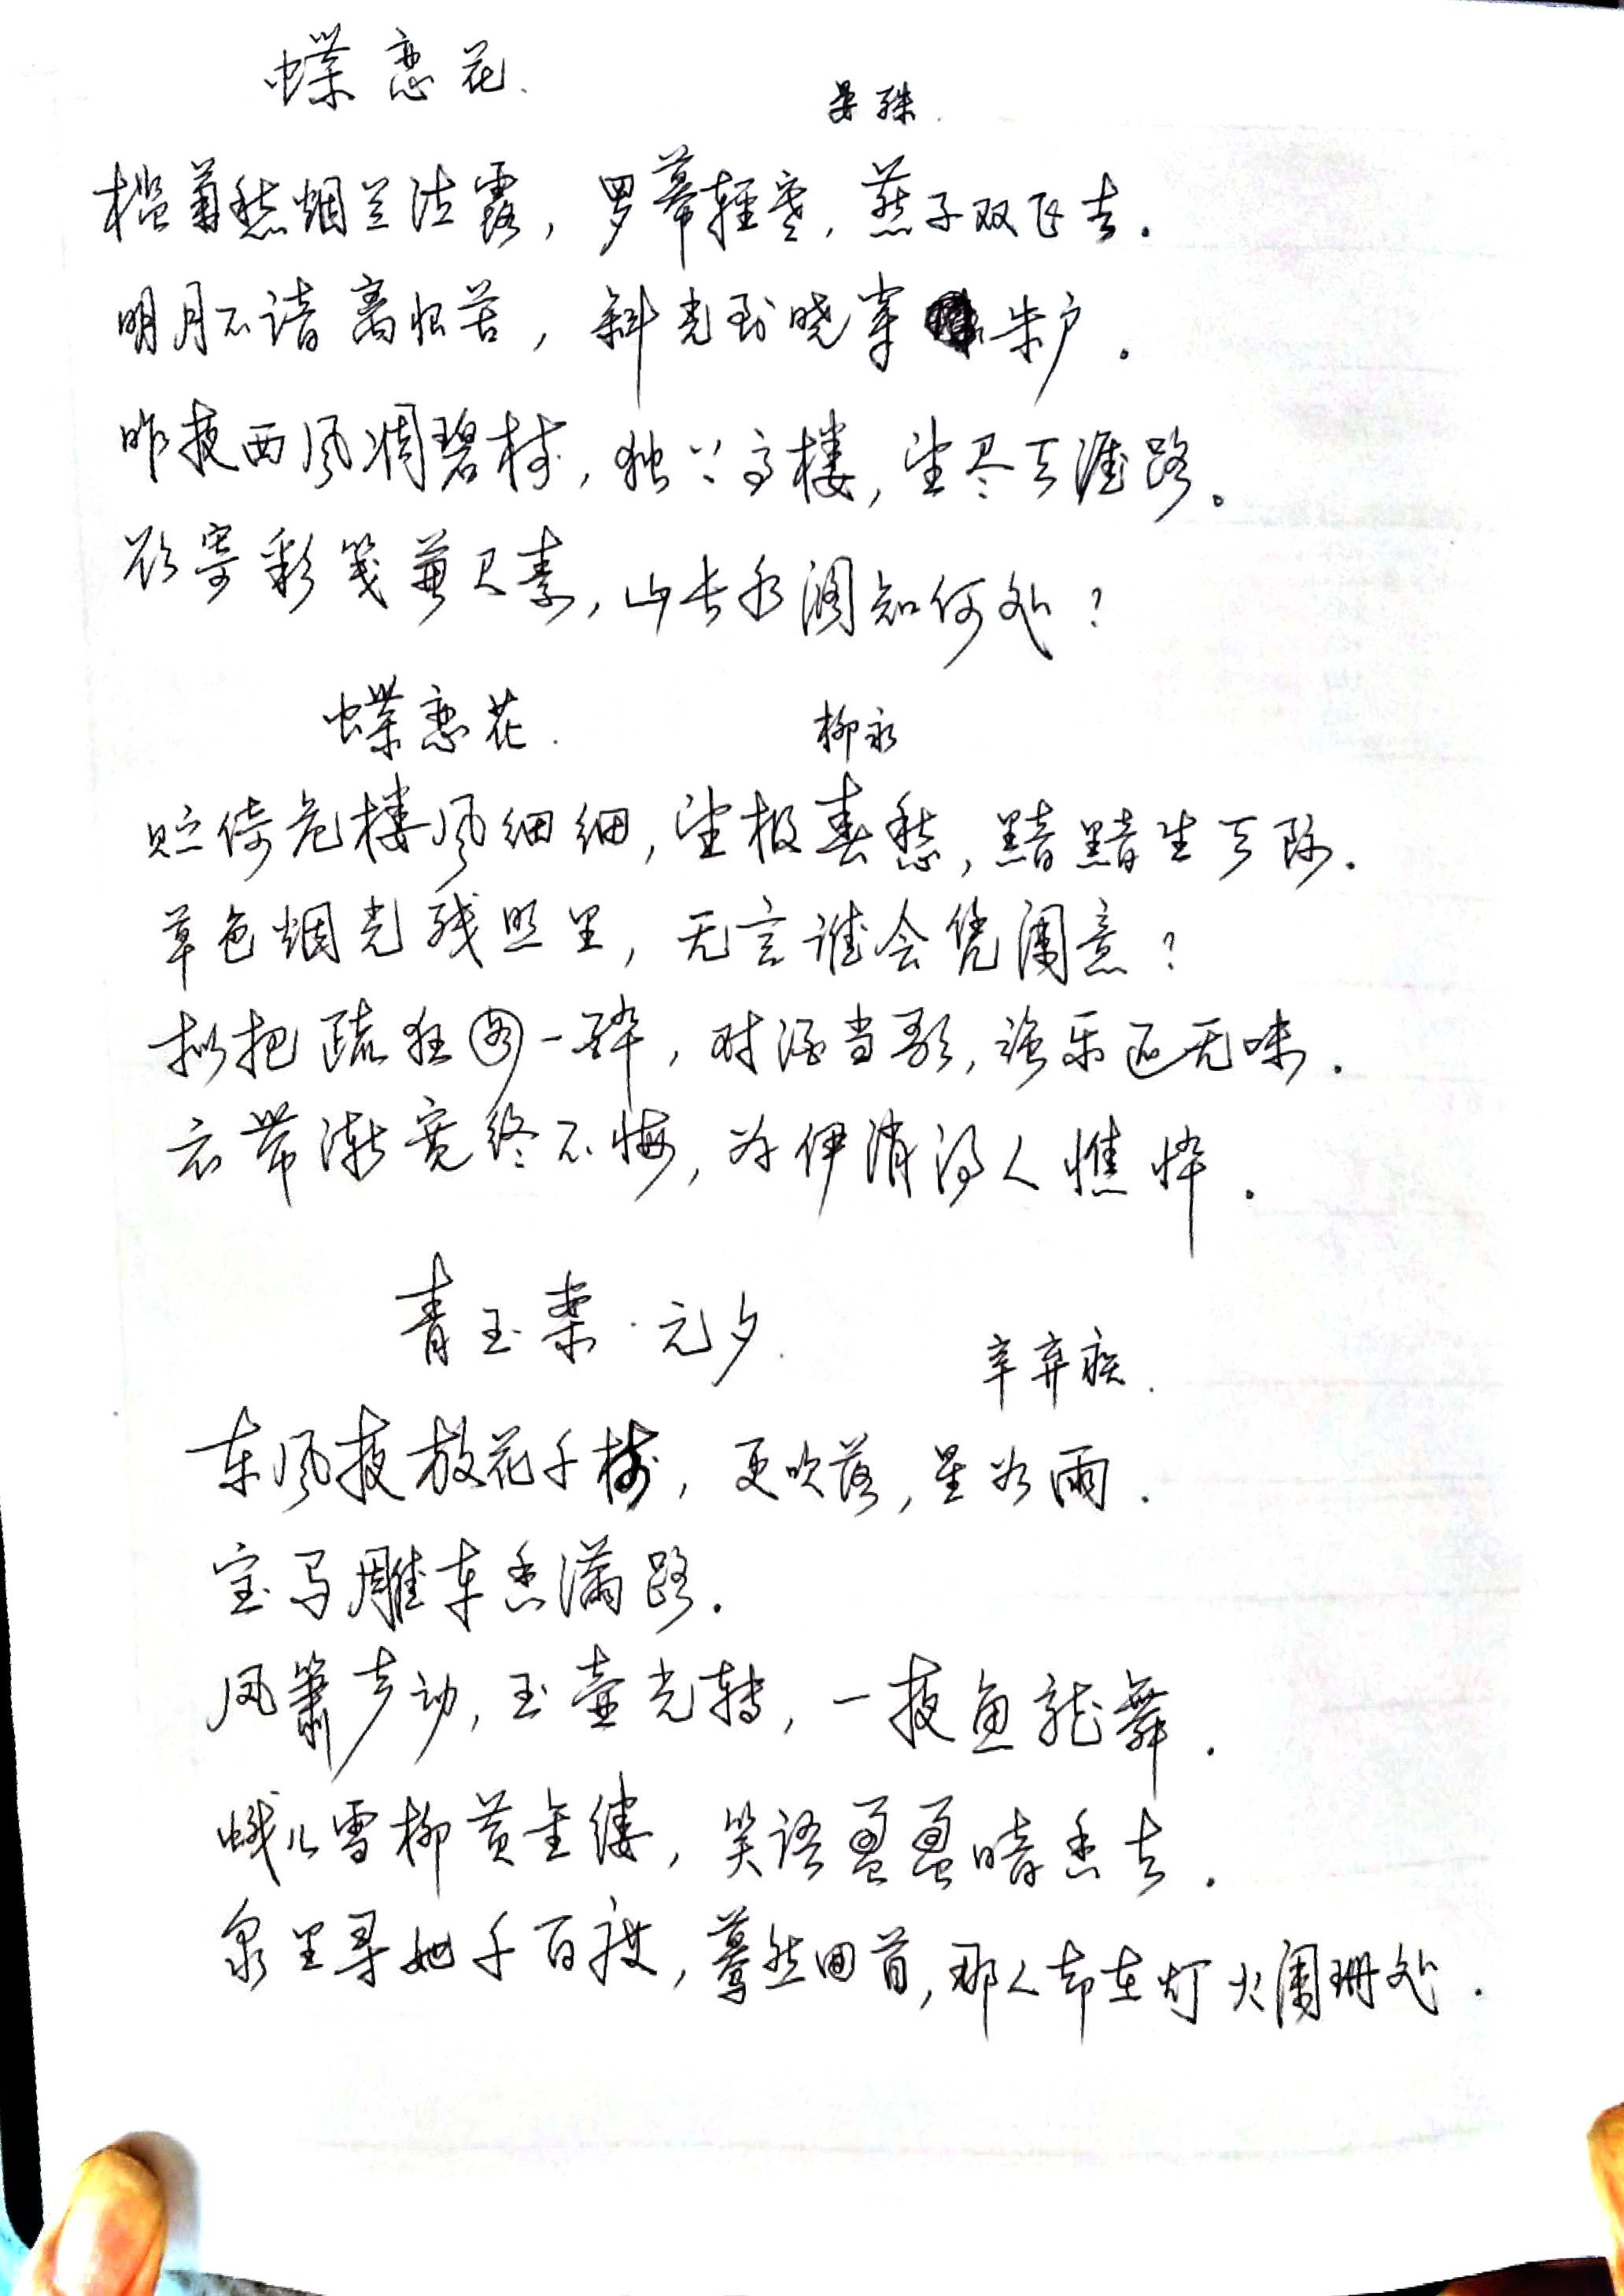 蝶恋花.
晏殊.
槛菊愁烟兰泣露，罗幕轻寒，燕子双飞去.
明月不谙离恨苦，斜光到晓穿朱户.
昨夜西风凋碧树，独上高楼，望尽天涯路。
欲寄彩笺兼尺素，山长水阔知何处？
蝶恋花.
柳永
贮倚危楼风细细，望极春愁，黯黯生天际.
草色烟光残照里，无言谁会凭阑意？
拟把疏狂图一醉，对酒当歌，强乐还无味.
衣带渐宽终不悔，为伊消得人憔悴.
青玉案·元夕.
辛弃疾.
东风夜放花千树，更吹落，星如雨.
宝马雕车香满路.
凤箫声动，玉壶光转，一夜鱼龙舞.
蛾儿雪柳黄金缕，笑语盈盈暗香去.
众里寻她千百度，蓦然回首，那人却在灯火阑珊处.